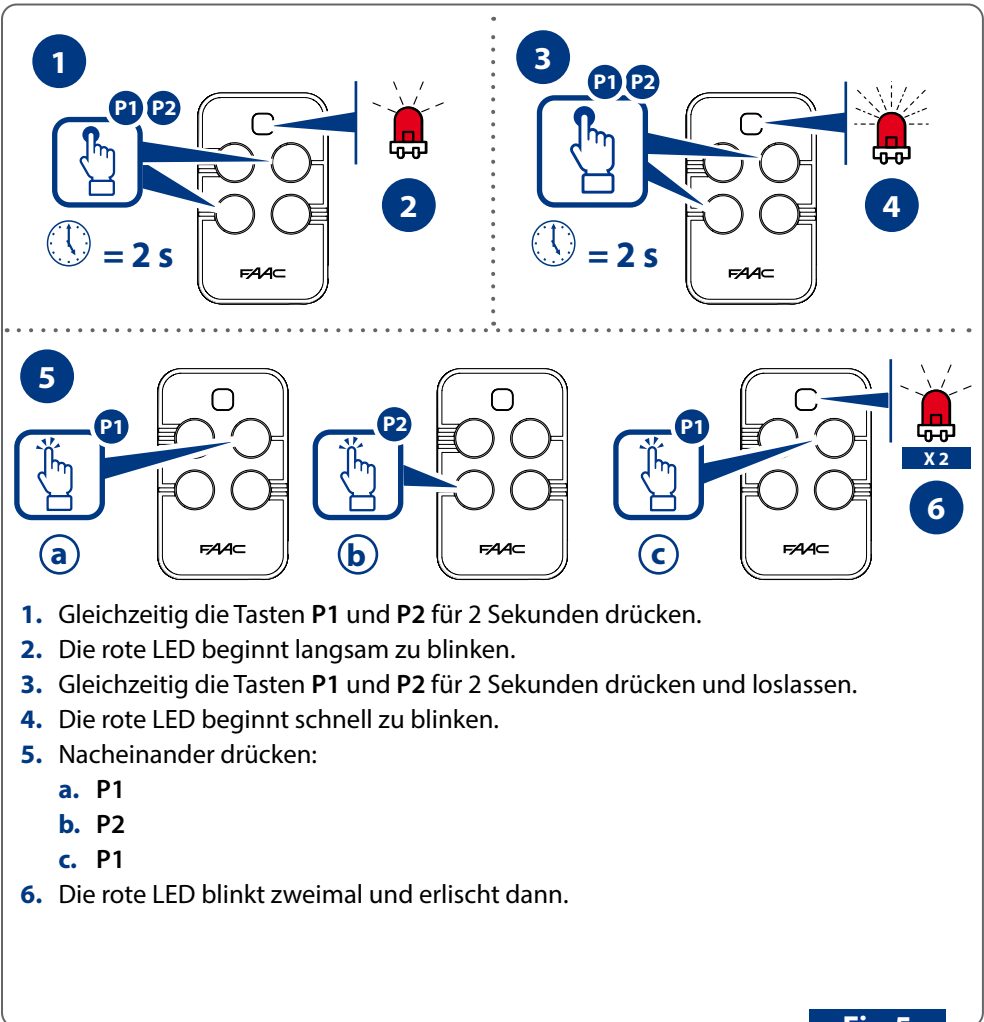 1
P1 P2
2
= 2 s
FAAC
3
P1 P2
4
= 2 s
FAAC
5
P1
a
FAAC
P2
b
FAAC
P1
c
FAAC
X 2
6
1. Gleichzeitig die Tasten P1 und P2 für 2 Sekunden drücken.
2. Die rote LED beginnt langsam zu blinken.
3. Gleichzeitig die Tasten P1 und P2 für 2 Sekunden drücken und loslassen.
4. Die rote LED beginnt schnell zu blinken.
5. Nacheinander drücken:
a. P1
b. P2
c. P1
6. Die rote LED blinkt zweimal und erlischt dann.